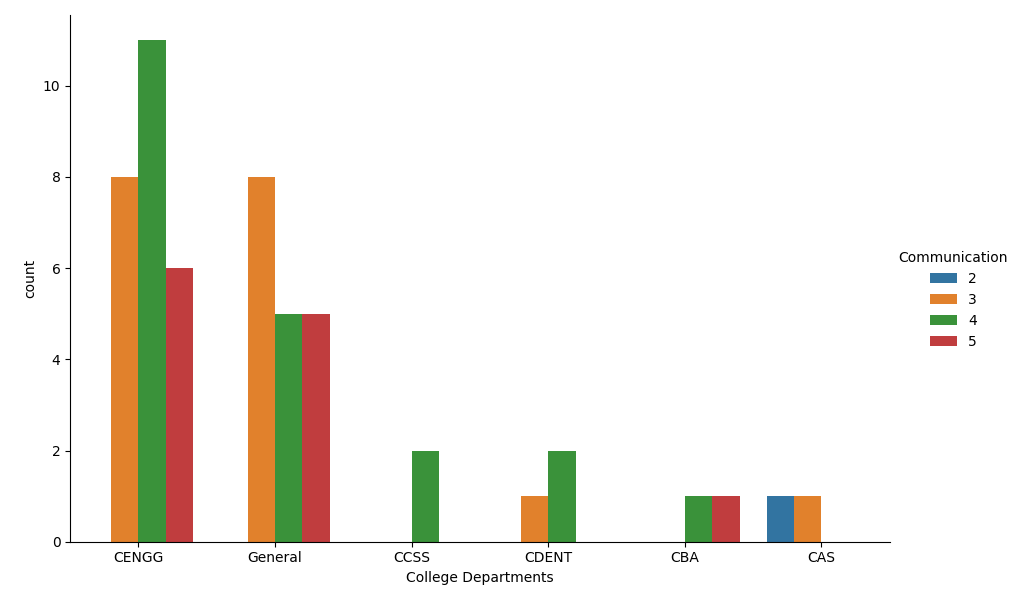 10
8
6
4
2
0
count
CENGG
General
CCSS
CDENT
CBA
CAS
College Departments
Communication
2
3
4
5